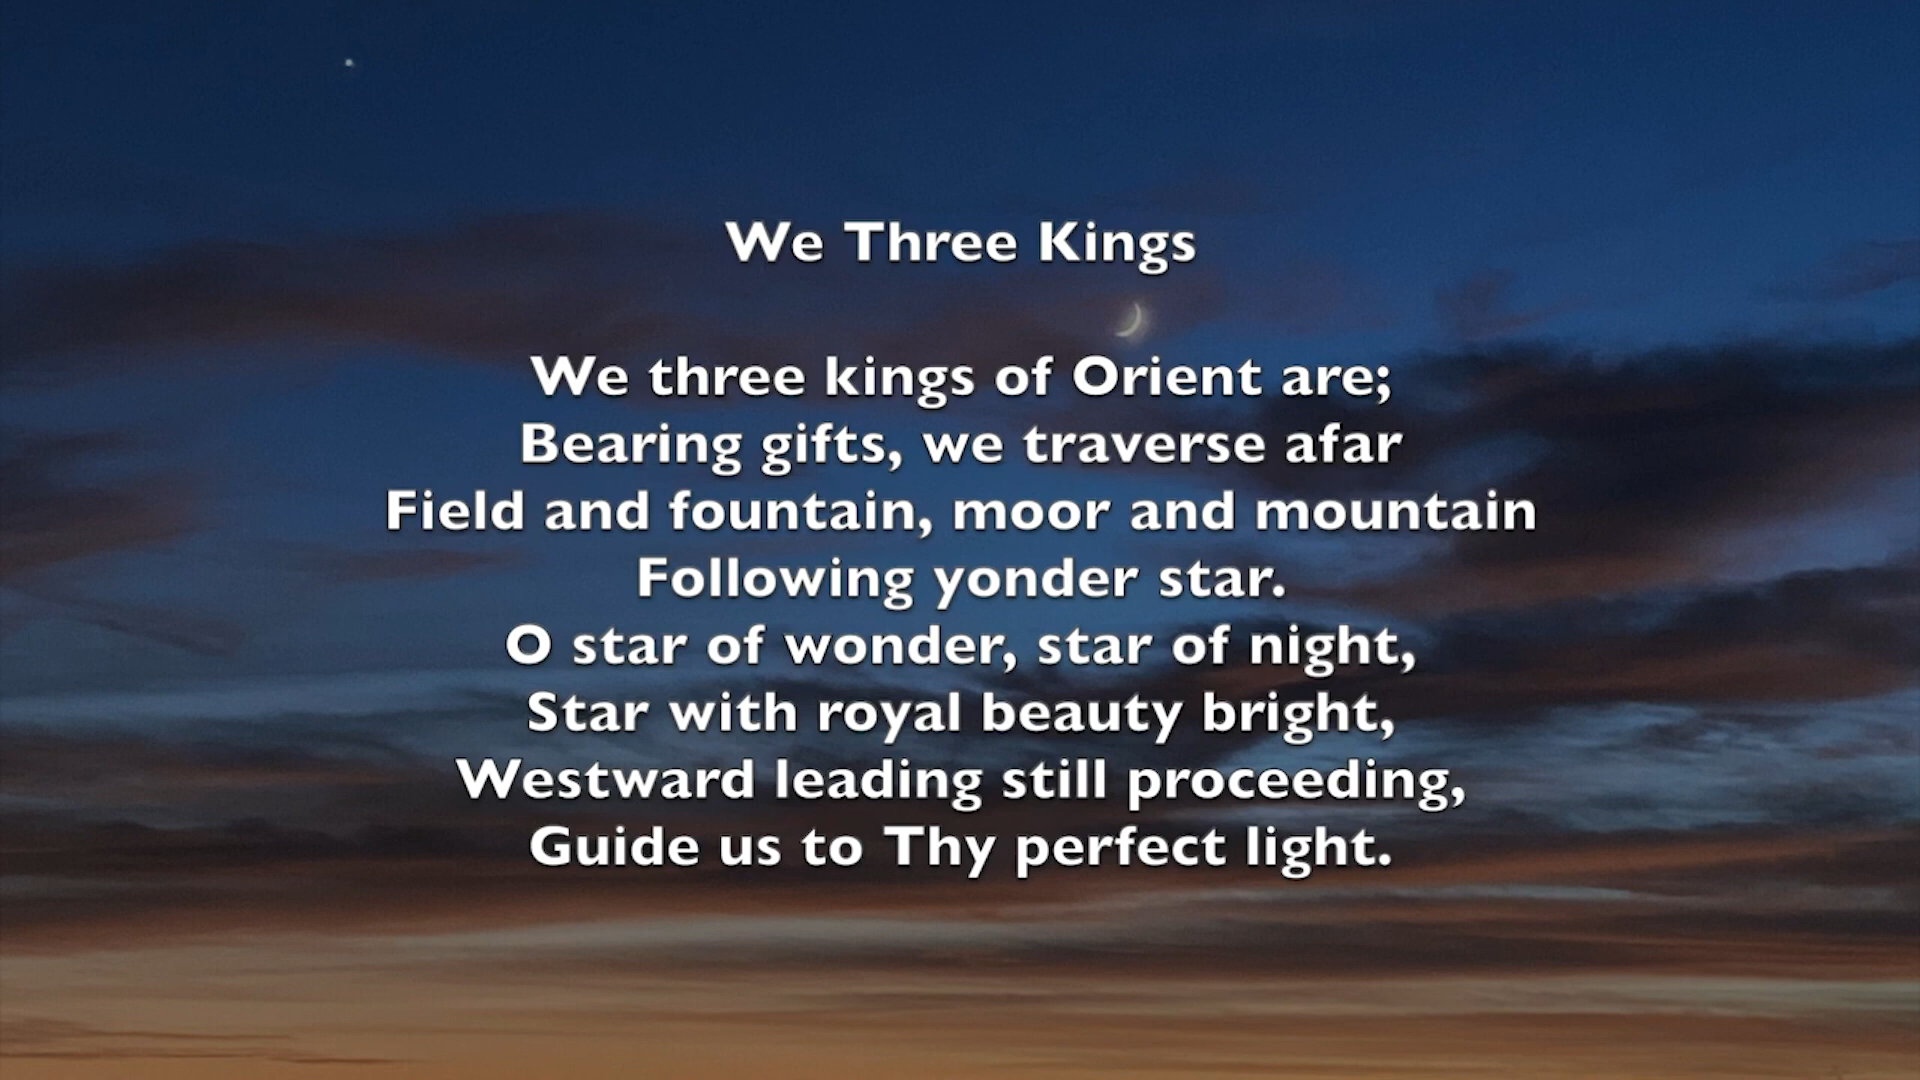 We Three Kings
We three kings of Orient are;
Bearing gifts, we traverse afar
Field and fountain, moor and mountain
Following yonder star.
O star of wonder, star of night,
Star with royal beauty bright,
Westward leading still proceeding,
Guide us to Thy perfect light.